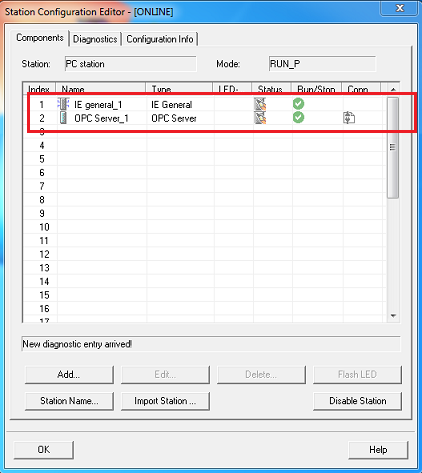 Station Configuration Editor - [ONLINE]
Components Diagnostics Configuration Info
Station: PC station Mode: RUN_P
Index Name Type LED- Status Run/Stop Conn
1 IE general_1 IE General
2 OPC Server_1 OPC Server
3
4
5
6
7
8
9
10
11
12
13
14
15
16
17
New diagnostic entry arrived!
Add... Edit... Delete... Flash LED
Station Name... Import Station ... Disable Station
OK Help